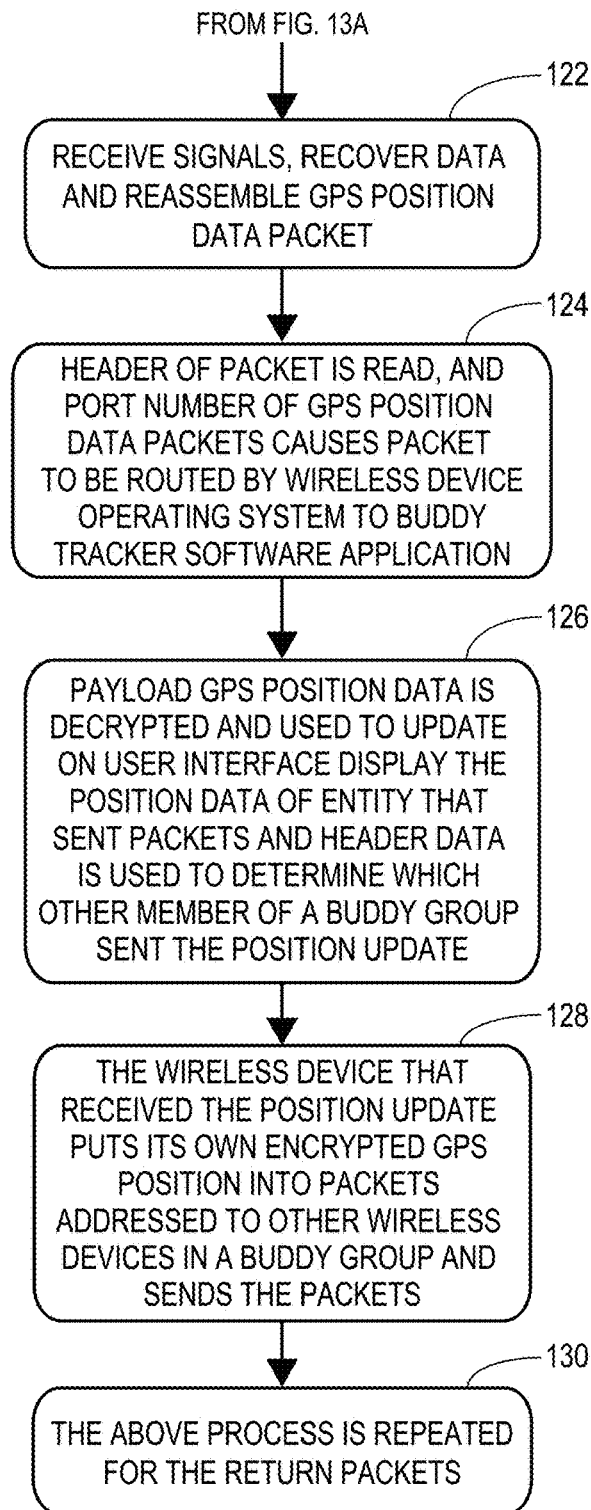 FROM FIG. 13A
122
RECEIVE SIGNALS, RECOVER DATA
AND REASSEMBLE GPS POSITION
DATA PACKET
124
HEADER OF PACKET IS READ, AND
PORT NUMBER OF GPS POSITION
DATA PACKETS CAUSES PACKET
TO BE ROUTED BY WIRELESS DEVICE
OPERATING SYSTEM TO BUDDY
TRACKER SOFTWARE APPLICATION
126
PAYLOAD GPS POSITION DATA IS
DECRYPTED AND USED TO UPDATE
ON USER INTERFACE DISPLAY THE
POSITION DATA OF ENTITY THAT
SENT PACKETS AND HEADER DATA
IS USED TO DETERMINE WHICH
OTHER MEMBER OF A BUDDY GROUP
SENT THE POSITION UPDATE
128
THE WIRELESS DEVICE THAT
RECEIVED THE POSITION UPDATE
PUTS ITS OWN ENCRYPTED GPS
POSITION INTO PACKETS
ADDRESSED TO OTHER WIRELESS
DEVICES IN A BUDDY GROUP AND
SENDS THE PACKETS
130
THE ABOVE PROCESS IS REPEATED
FOR THE RETURN PACKETS